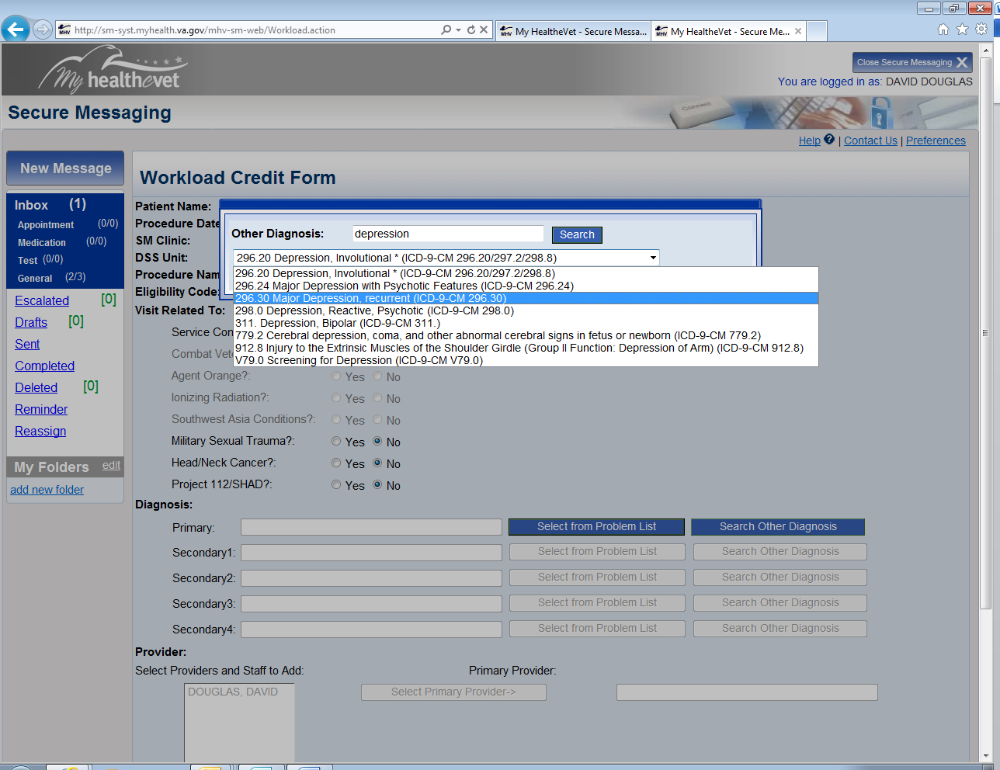 http://sm-syst.myhealth.va.gov/mhv-sm-web/Workload.action
MHV My HealtheVet - Secure Messa...
MHV My HealtheVet - Secure Me...
My healthevet
Close Secure Messaging X
You are logged in as: DAVID DOUGLAS
Secure Messaging
Connect
Help ? | Contact Us | Preferences
New Message
Inbox (1)
Appointment (0/0)
Medication (0/0)
Test (0/0)
General (2/3)
Escalated [0]
Drafts [0]
Sent
Completed
Deleted [0]
Reminder
Reassign
My Folders edit
add new folder
Workload Credit Form
Patient Name:
Procedure Date
SM Clinic:
DSS Unit:
Procedure Nam
Eligibility Code:
Visit Related To:
Other Diagnosis: depression Search
296.20 Depression, Involutional * (ICD-9-CM 296.20/297.2/298.8)
296.20 Depression, Involutional * (ICD-9-CM 296.20/297.2/298.8)
296.24 Major Depression with Psychotic Features (ICD-9-CM 296.24)
296.30 Major Depression, recurrent (ICD-9-CM 296.30)
298.0 Depression, Reactive, Psychotic (ICD-9-CM 298.0)
311. Depression, Bipolar (ICD-9-CM 311.)
779.2 Cerebral depression, coma, and other abnormal cerebral signs in fetus or newborn (ICD-9-CM 779.2)
912.8 Injury to the Extrinsic Muscles of the Shoulder Girdle (Group II Function: Depression of Arm) (ICD-9-CM 912.8)
V79.0 Screening for Depression (ICD-9-CM V79.0)
Service Con
Combat Vete
Agent Orange?: Yes No
Ionizing Radiation?: Yes No
Southwest Asia Conditions?: Yes No
Military Sexual Trauma?: Yes No
Head/Neck Cancer?: Yes No
Project 112/SHAD?: Yes No
Diagnosis:
Primary: Select from Problem List Search Other Diagnosis
Secondary1: Select from Problem List Search Other Diagnosis
Secondary2: Select from Problem List Search Other Diagnosis
Secondary3: Select from Problem List Search Other Diagnosis
Secondary4: Select from Problem List Search Other Diagnosis
Provider:
Select Providers and Staff to Add: Primary Provider:
DOUGLAS, DAVID Select Primary Provider->